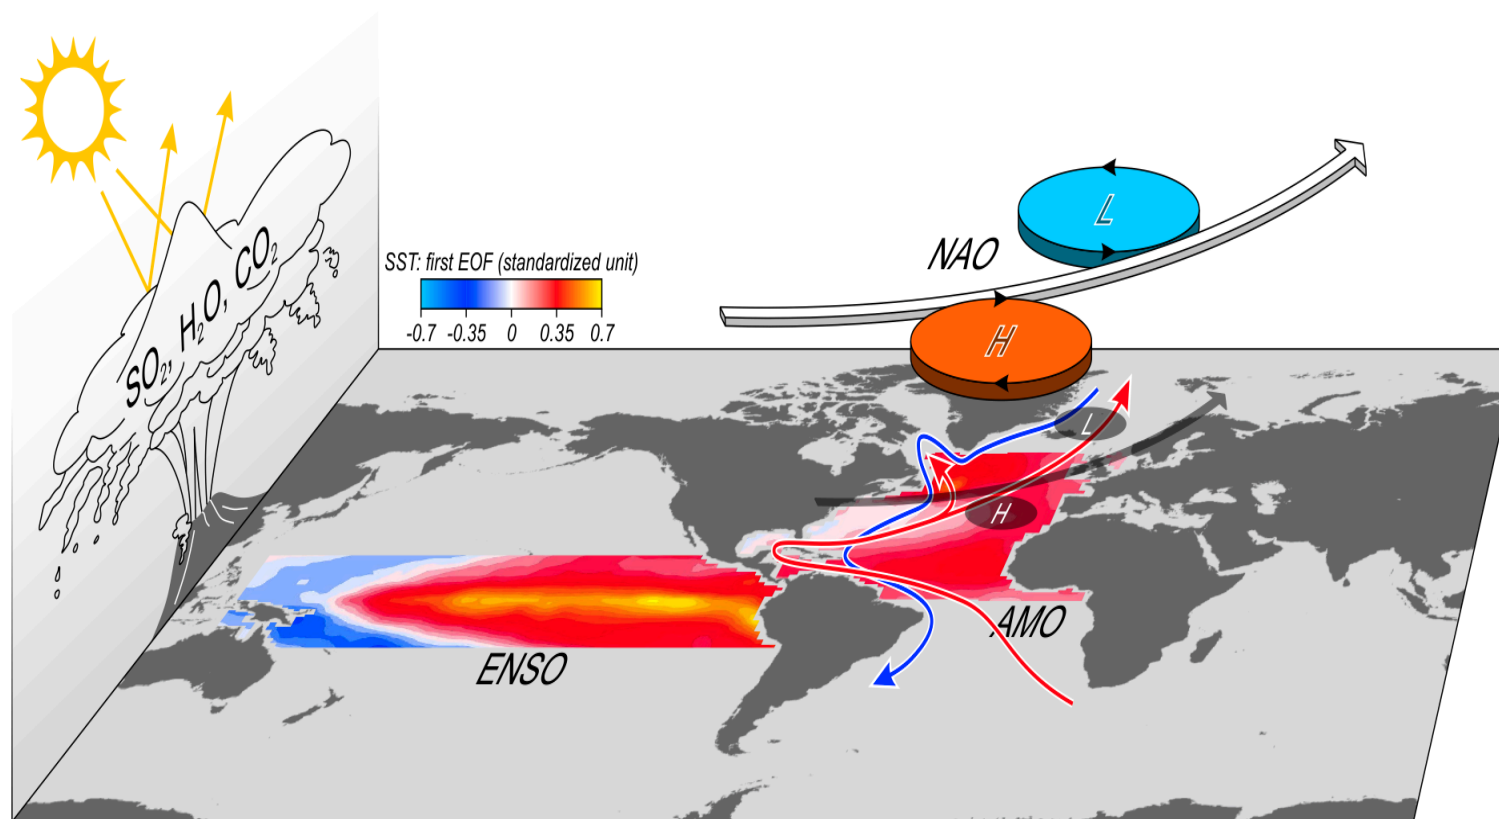 SO₂, H₂O, CO₂
SST: first EOF (standardized unit)
-0.7 -0.35 0 0.35 0.7
L
NAO
H
L
H
AMO
ENSO